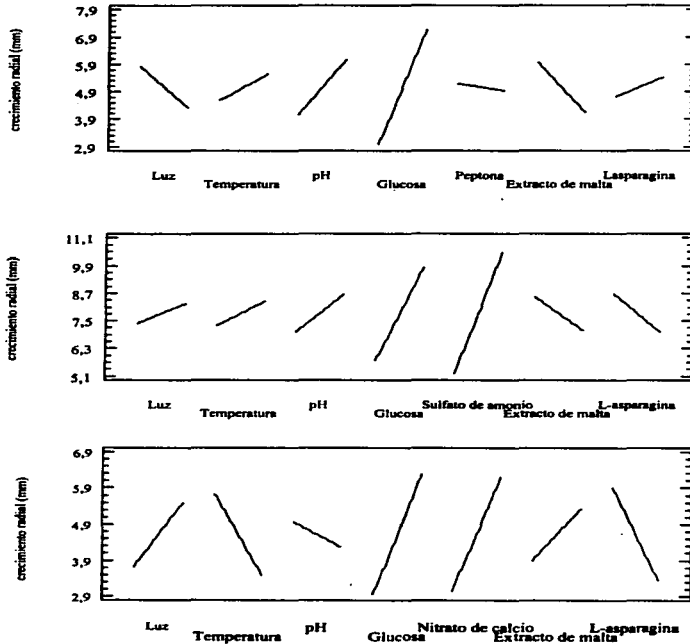 crecimiento radial (mm)
7,9
6,9
5,9
4,9
3,9
2,9
Luz Temperatura pH Glucosa Peptona Extracto de malta Lasparagina
crecimiento radial (mm)
11,1
9,9
8,7
7,5
6,3
5,1
Luz Temperatura pH Glucosa Sulfato de amonio Extracto de malta L-asparagina
crecimiento radial (mm)
6,9
5,9
4,9
3,9
2,9
Luz Temperatura pH Glucosa Nitrato de calcio Extracto de malta L-asparagina